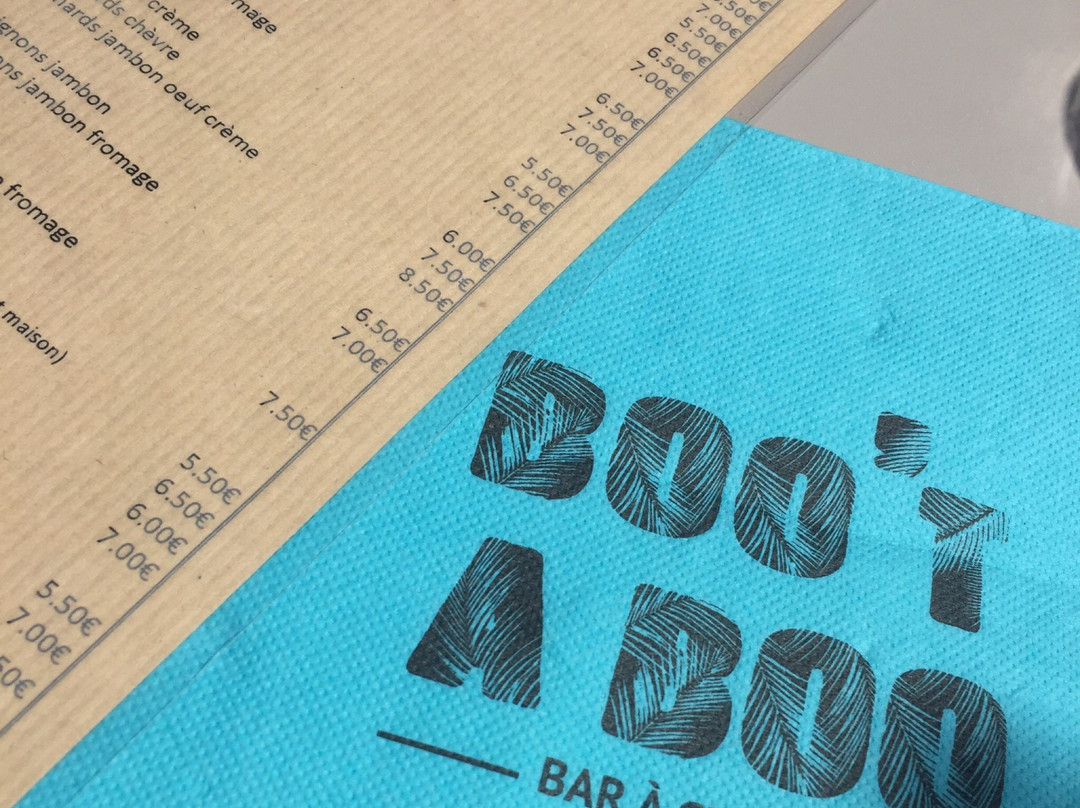 mage
crème
ds chèvre
ards jambon oeuf crème
gnons jambon
ons jambon fromage
fromage
t maison)
.50€
7.00€
5.50€
6.50€
6.50€
7.00€
6.50€
7.50€
7.00€
5.50€
6.50€
7.50€
6.00€
7.50€
8.50€
6.50€
7.00€
7.50€
5.50€
6.50€
6.00€
7.00€
5.50€
7.00€
50€
BOO'T
A BOO
BAR À